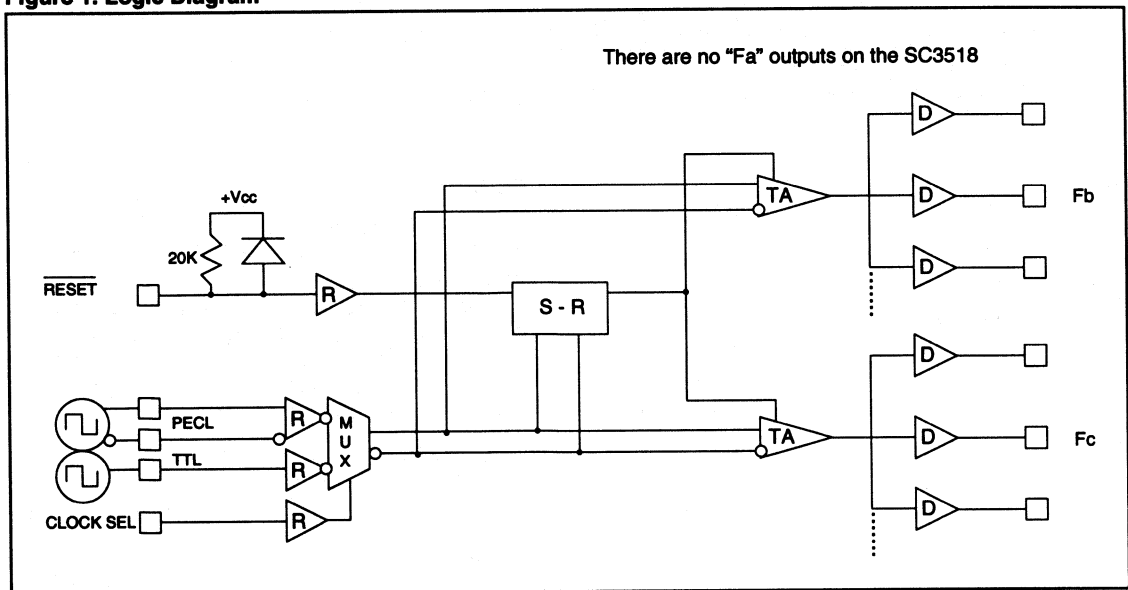 Figure 1. Logic Diagram
There are no "Fa" outputs on the SC3518
D
+Vcc
TA
D
Fb
20K
D
RESET
R
S - R
D
PECL
R
MUX
TA
D
Fc
TTL
R
CLOCK SEL
R
D